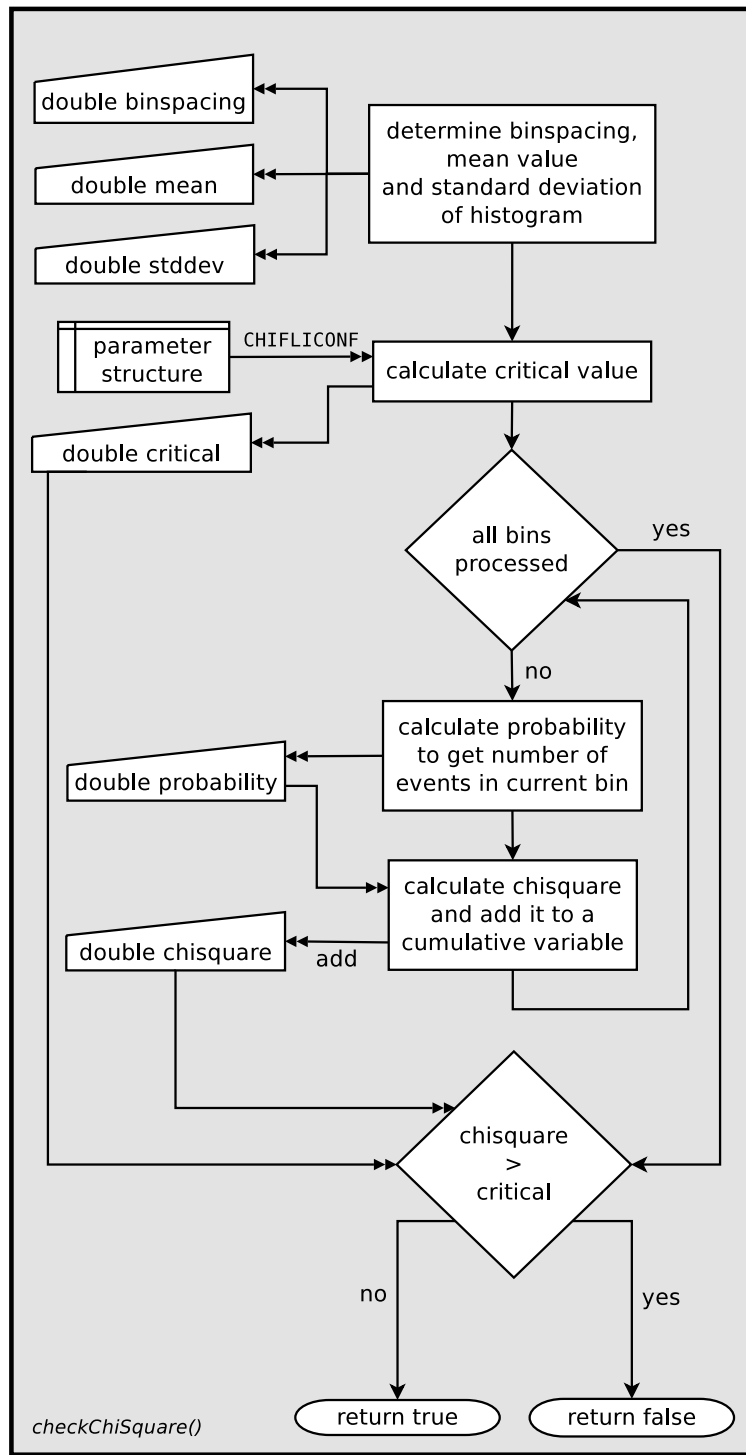 double binspacing
determine binspacing,
mean value
and standard deviation
of histogram
double mean
double stddev
parameter
structure
CHIFLICONF
calculate critical value
double critical
all bins
processed
yes
no
calculate probability
to get number of
events in current bin
double probability
calculate chisquare
and add it to a
cumulative variable
double chisquare
add
chisquare
>
critical
no
yes
return true
return false
checkChiSquare()